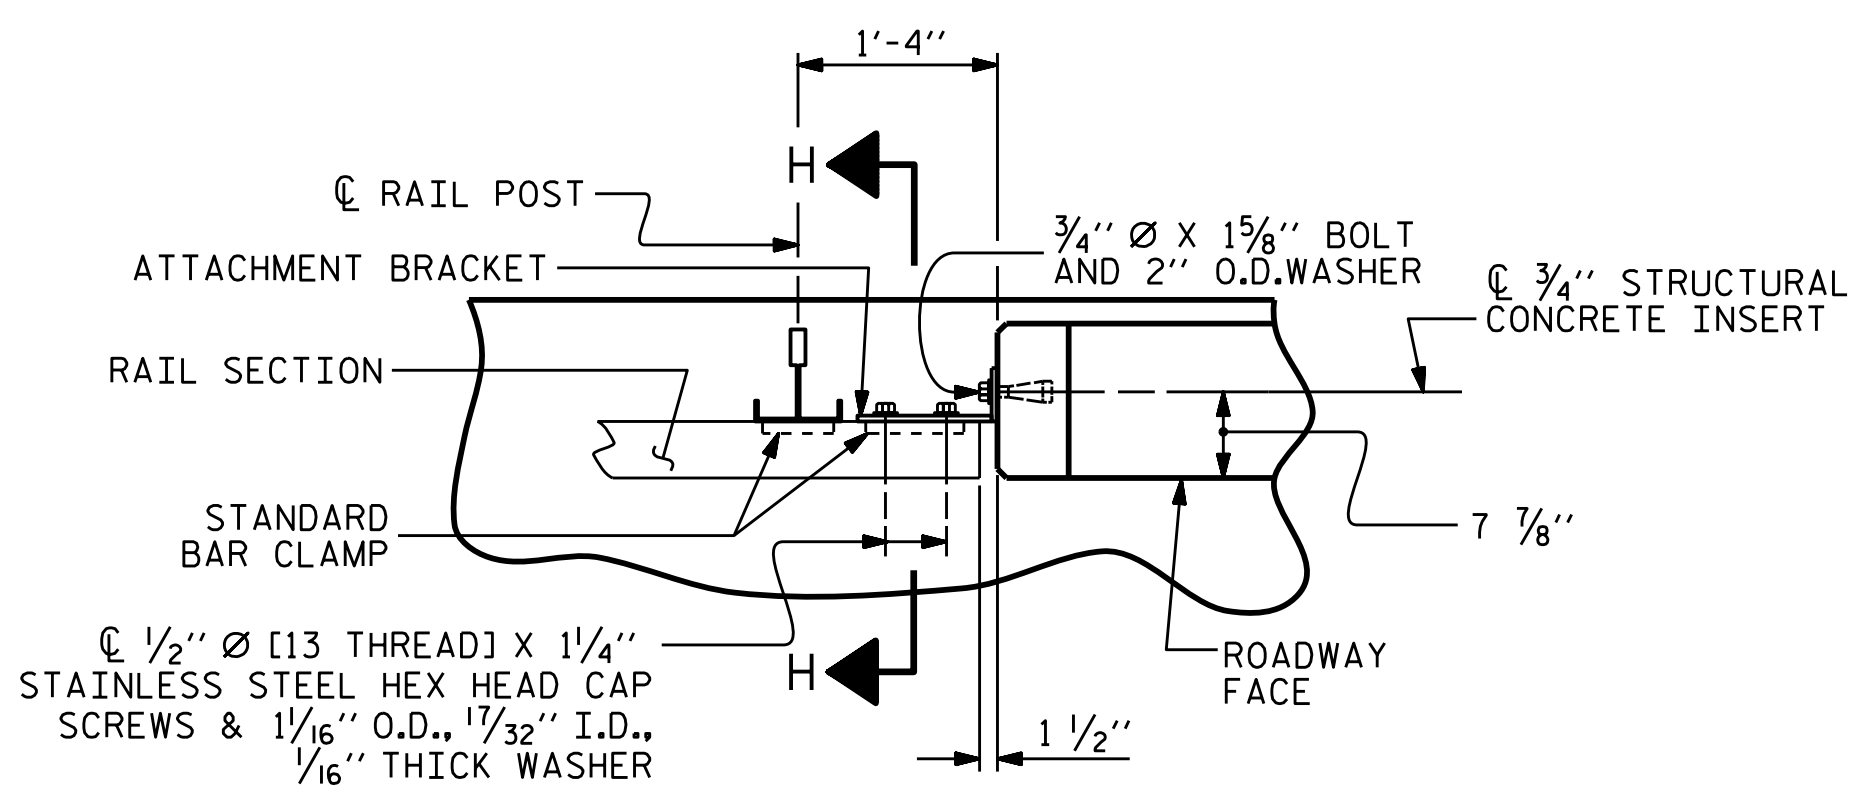 1'-4"
H
℄ RAIL POST
ATTACHMENT BRACKET
3/4" Ø X 1 5/8" BOLT
AND 2" O.D.WASHER
℄ 3/4" STRUCTURAL
CONCRETE INSERT
RAIL SECTION
STANDARD
BAR CLAMP
7 7/8"
℄ 1/2" Ø [13 THREAD] X 1 1/4"
STAINLESS STEEL HEX HEAD CAP
SCREWS & 1 1/16" O.D., 17/32" I.D.,
1/16" THICK WASHER
H
ROADWAY
FACE
1 1/2"